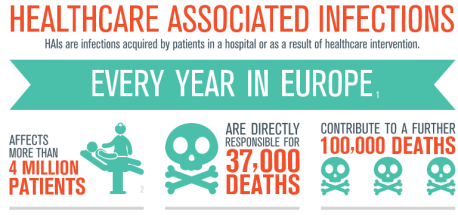 HEALTHCARE ASSOCIATED INFECTIONS
HAIs are infections acquired by patients in a hospital or as a result of healthcare intervention.
EVERY YEAR IN EUROPE1
AFFECTS
MORE THAN
4 MILLION
PATIENTS
2
ARE DIRECTLY
RESPONSIBLE FOR
37,000
DEATHS
CONTRIBUTE TO A FURTHER
100,000 DEATHS